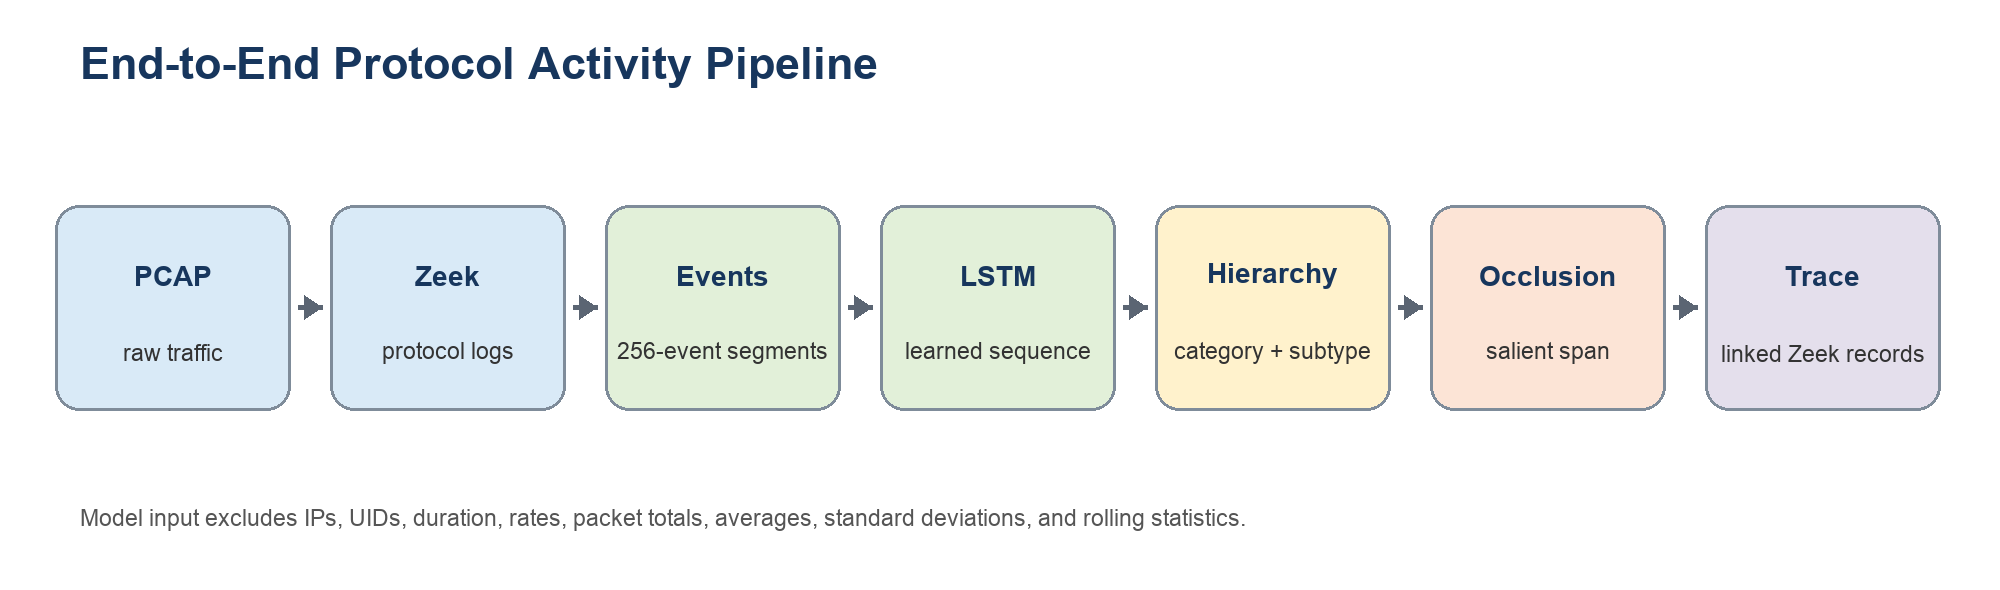 End-to-End Protocol Activity Pipeline
PCAP
raw traffic
Zeek
protocol logs
Events
256-event segments
LSTM
learned sequence
Hierarchy
category + subtype
Occlusion
salient span
Trace
linked Zeek records
Model input excludes IPs, UIDs, duration, rates, packet totals, averages, standard deviations, and rolling statistics.